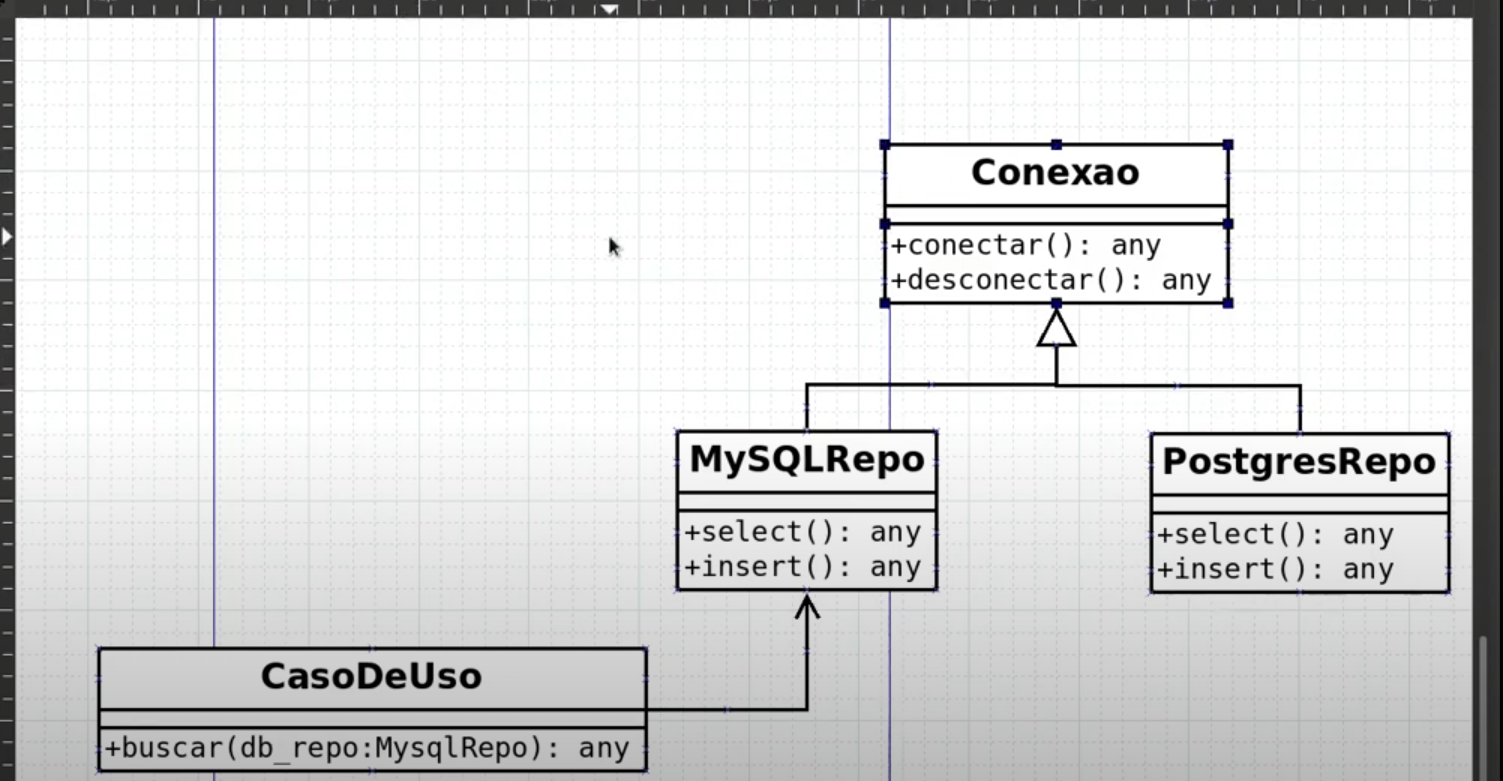 Conexao
+conectar(): any
+desconectar(): any
MySQLRepo
+select(): any
+insert(): any
PostgresRepo
+select(): any
+insert(): any
CasoDeUso
+buscar(db_repo:MysqlRepo): any